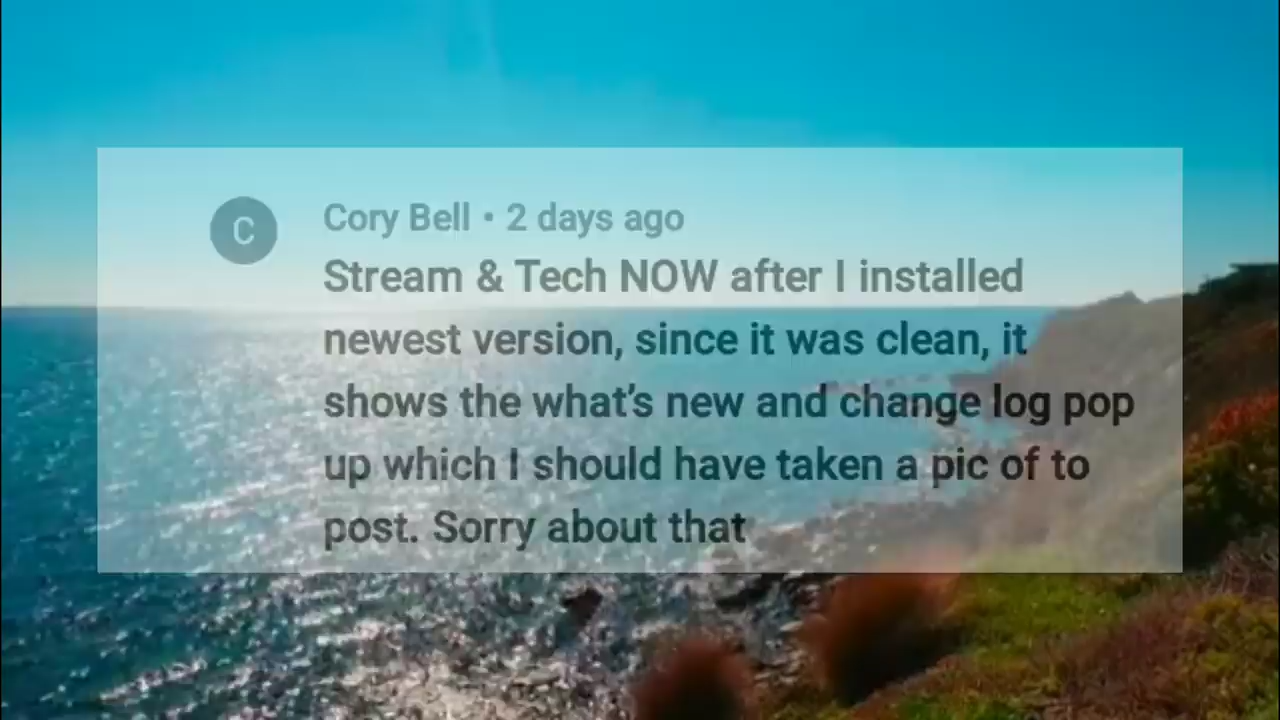 C
Cory Bell • 2 days ago
Stream & Tech NOW after I installed
newest version, since it was clean, it
shows the what's new and change log pop
up which I should have taken a pic of to
post. Sorry about that